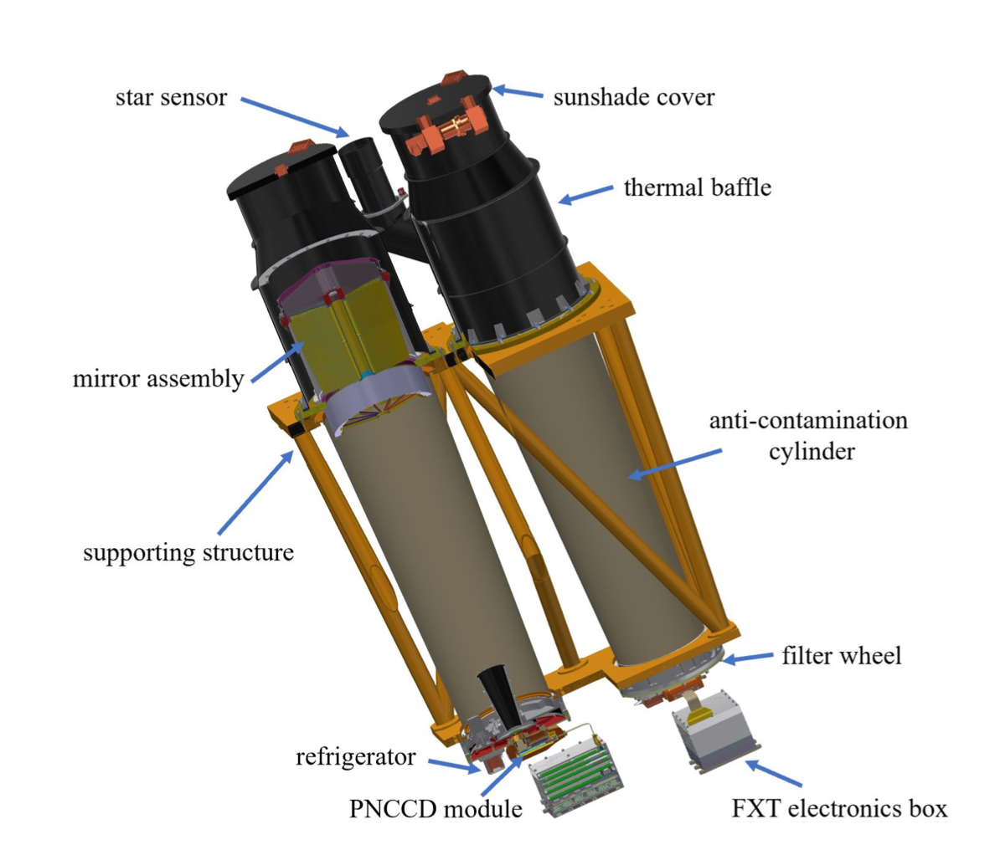 star sensor
sunshade cover
thermal baffle
mirror assembly
anti-contamination
cylinder
supporting structure
filter wheel
refrigerator
PNCCD module
FXT electronics box